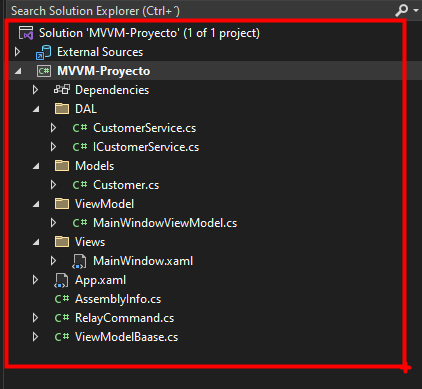 Search Solution Explorer (Ctrl+´)
Solution 'MVVM-Proyecto' (1 of 1 project)
External Sources
C# MVVM-Proyecto
Dependencies
DAL
C# CustomerService.cs
C# ICustomerService.cs
Models
C# Customer.cs
ViewModel
C# MainWindowViewModel.cs
Views
MainWindow.xaml
App.xaml
C# AssemblyInfo.cs
C# RelayCommand.cs
C# ViewModelBaase.cs